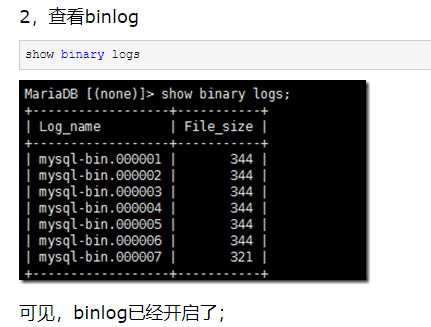 2，查看binlog
show binary logs
MariaDB [(none)]> show binary logs;
+------------------+-----------+
| Log_name         | File_size |
+------------------+-----------+
| mysql-bin.000001 |       344 |
| mysql-bin.000002 |       344 |
| mysql-bin.000003 |       344 |
| mysql-bin.000004 |       344 |
| mysql-bin.000005 |       344 |
| mysql-bin.000006 |       344 |
| mysql-bin.000007 |       321 |
+------------------+-----------+
可见，binlog已经开启了；